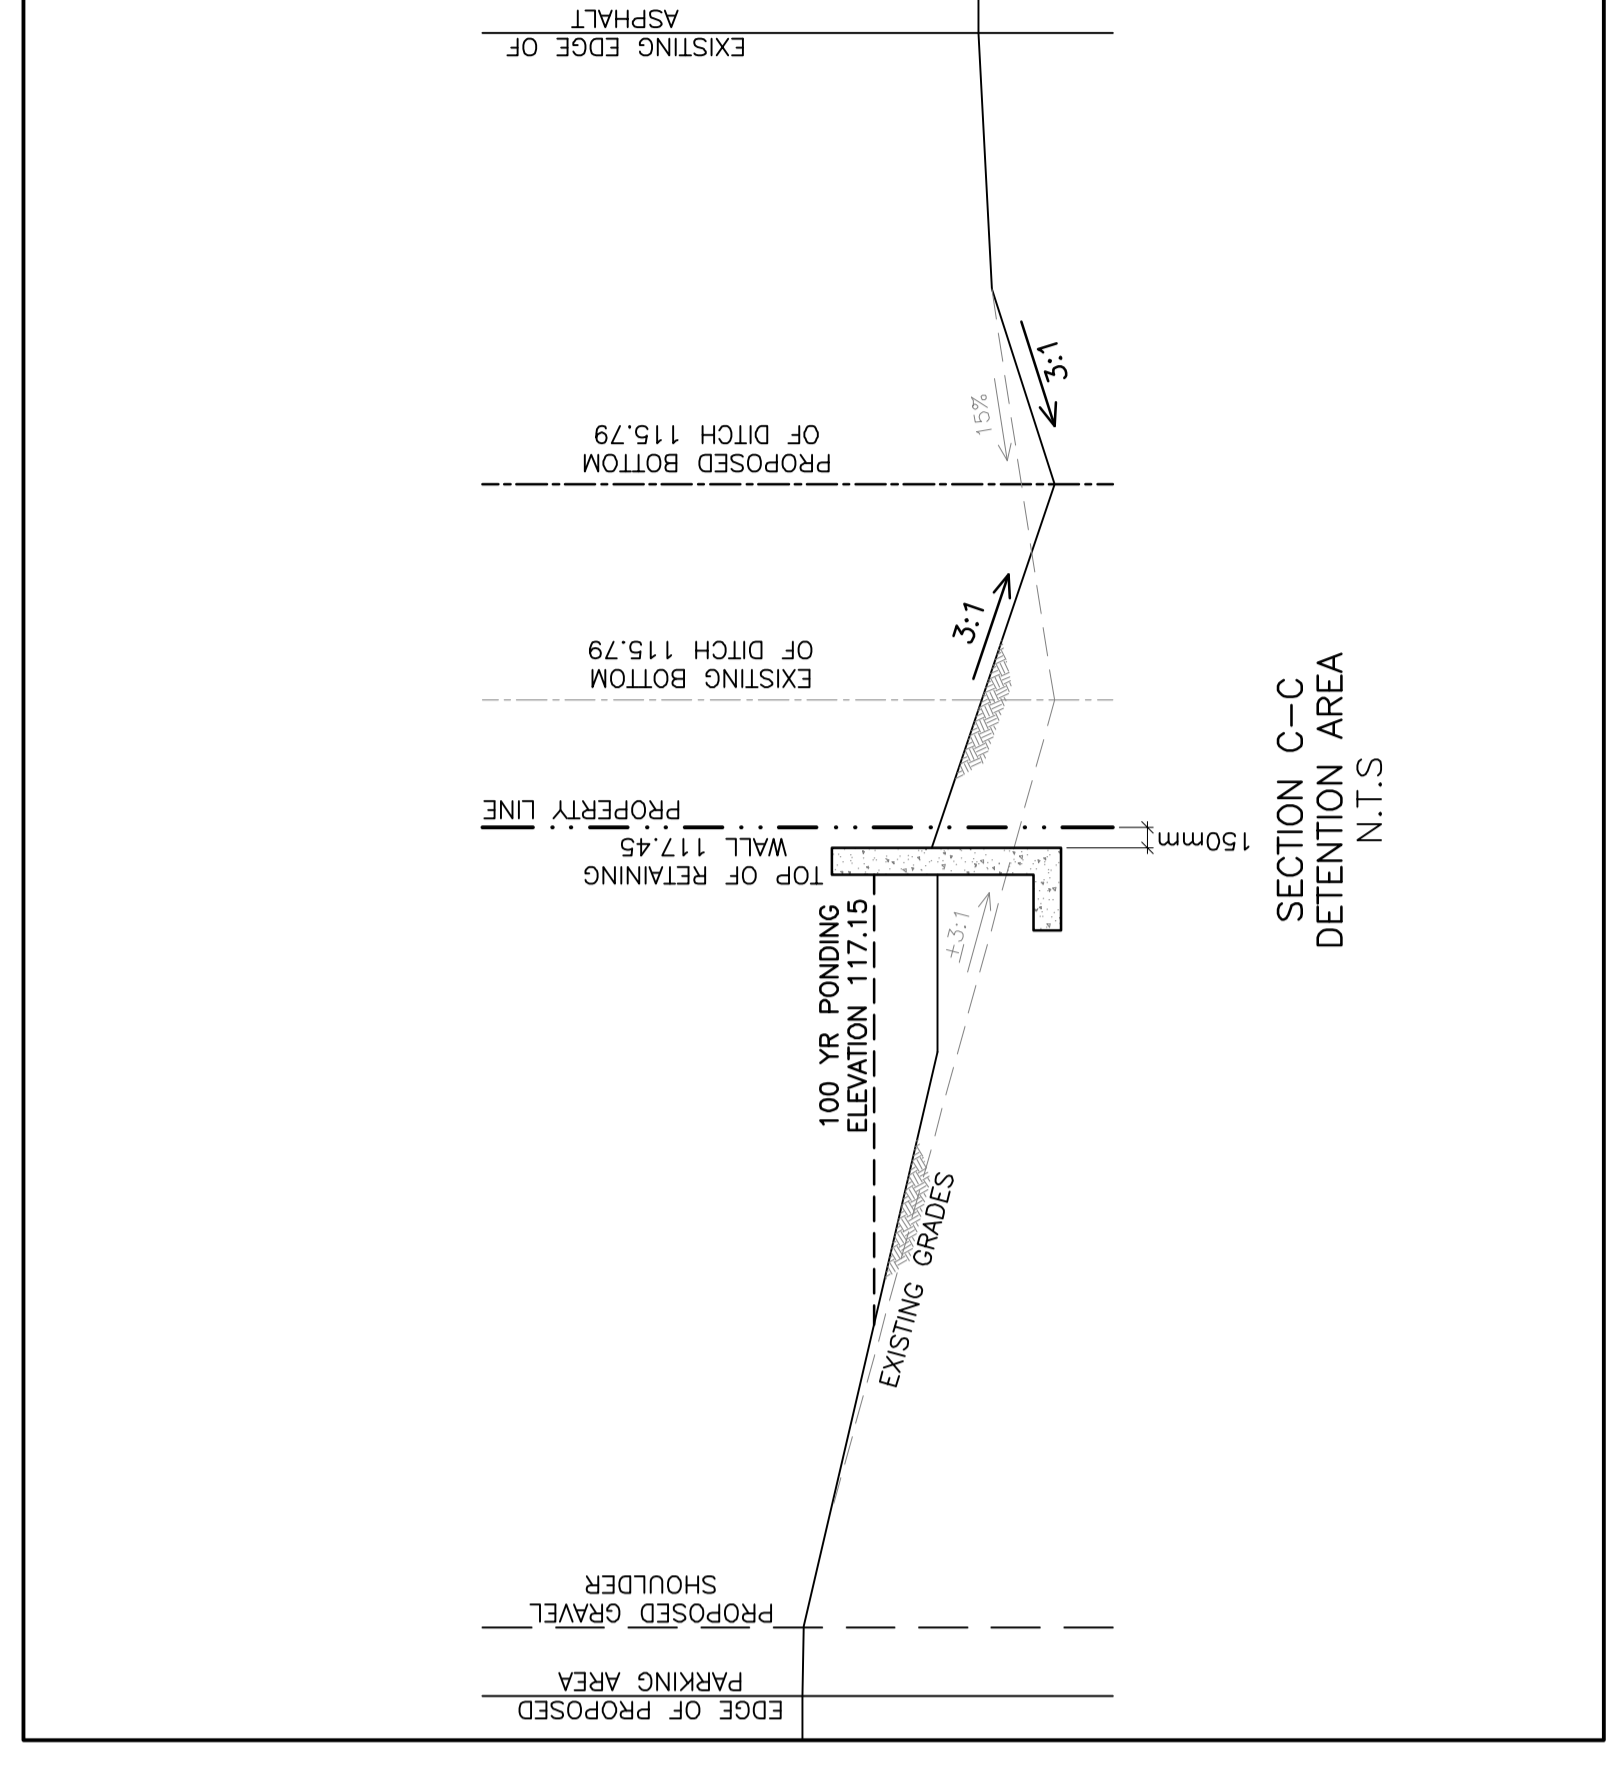 EXISTING EDGE OF
ASPHALT
PROPOSED BOTTOM
OF DITCH 115.79
15%
3:1
EXISTING BOTTOM
OF DITCH 115.79
3:1
PROPERTY LINE
TOP OF RETAINING
WALL 117.45
150mm
100 YR PONDING
ELEVATION 117.15
±3:1
EXISTING GRADES
PROPOSED GRAVEL
SHOULDER
EDGE OF PROPOSED
PARKING AREA
SECTION C-C
DETENTION AREA
N.T.S